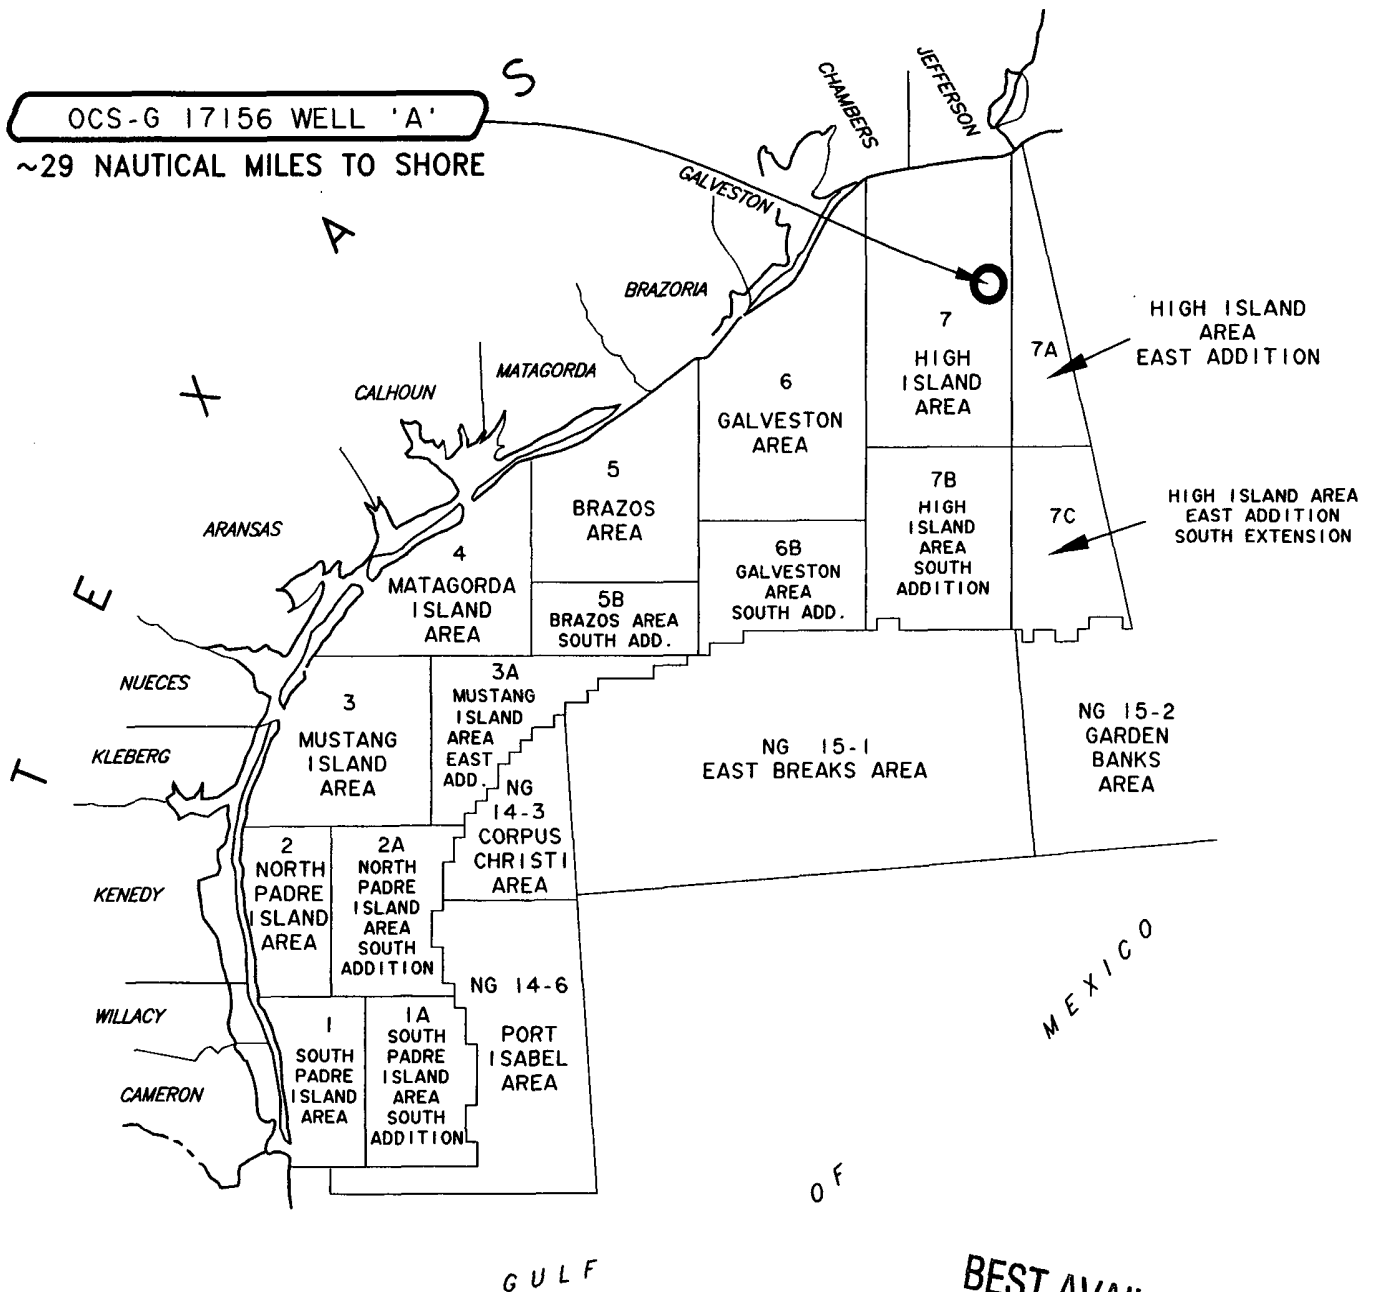 OCS-G 17156 WELL 'A'
~29 NAUTICAL MILES TO SHORE
T E X A S
CHAMBERS
JEFFERSON
GALVESTON
BRAZORIA
MATAGORDA
CALHOUN
ARANSAS
NUECES
KLEBERG
KENEDY
WILLACY
CAMERON
7
HIGH
ISLAND
AREA
7A
HIGH ISLAND
AREA
EAST ADDITION
6
GALVESTON
AREA
7B
HIGH
ISLAND
AREA
SOUTH
ADDITION
7C
HIGH ISLAND AREA
EAST ADDITION
SOUTH EXTENSION
5
BRAZOS
AREA
6B
GALVESTON
AREA
SOUTH ADD.
4
MATAGORDA
ISLAND
AREA
5B
BRAZOS AREA
SOUTH ADD.
3
MUSTANG
ISLAND
AREA
3A
MUSTANG
ISLAND
AREA
EAST
ADD.
NG 15-1
EAST BREAKS AREA
NG 15-2
GARDEN
BANKS
AREA
NG
14-3
CORPUS
CHRISTI
AREA
2
NORTH
PADRE
ISLAND
AREA
2A
NORTH
PADRE
ISLAND
AREA
SOUTH
ADDITION
NG 14-6
PORT
ISABEL
AREA
1
SOUTH
PADRE
ISLAND
AREA
1A
SOUTH
PADRE
ISLAND
AREA
SOUTH
ADDITION
GULF OF MEXICO
BEST